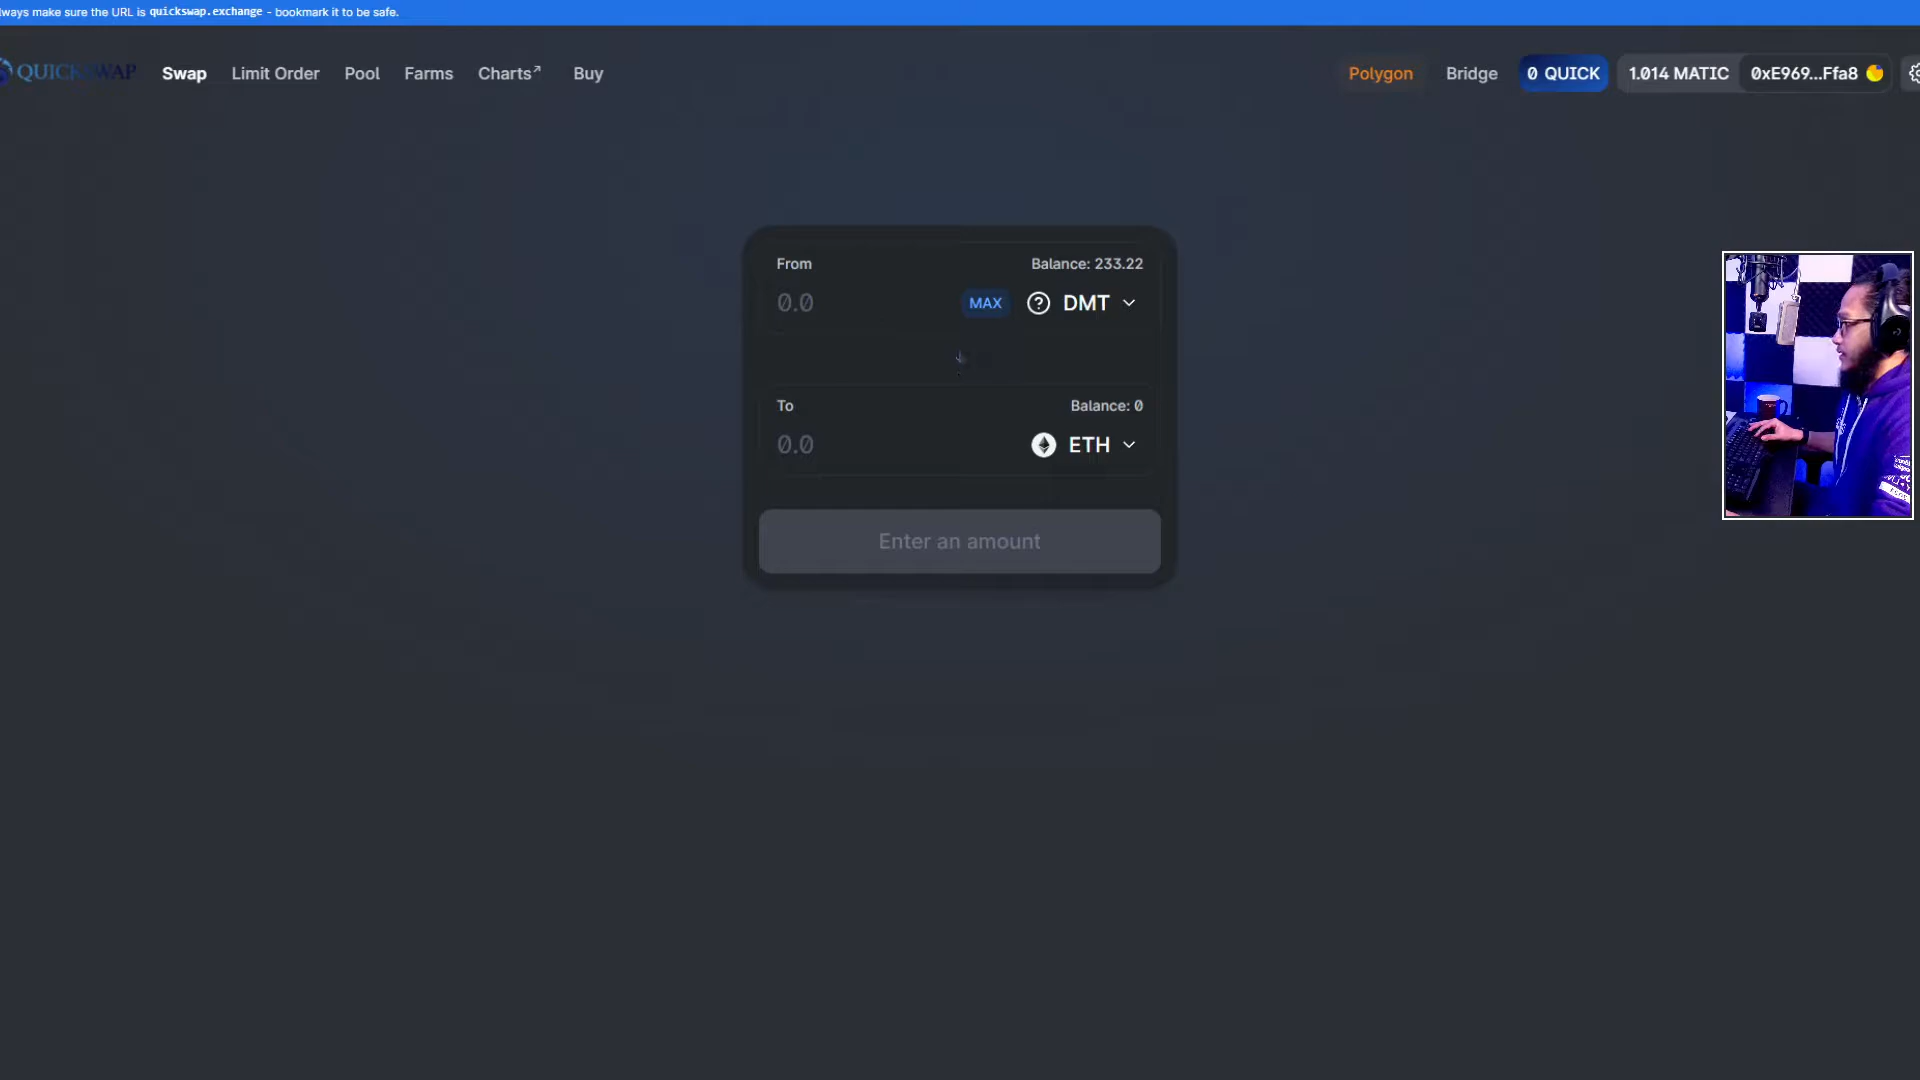 lways make sure the URL is quickswap.exchange - bookmark it to be safe.
QUICKSWAP Swap Limit Order Pool Farms Charts↗ Buy Polygon Bridge 0 QUICK 1.014 MATIC 0xE969...Ffa8
From Balance: 233.22
0.0 MAX DMT
To Balance: 0
0.0 ETH
Enter an amount